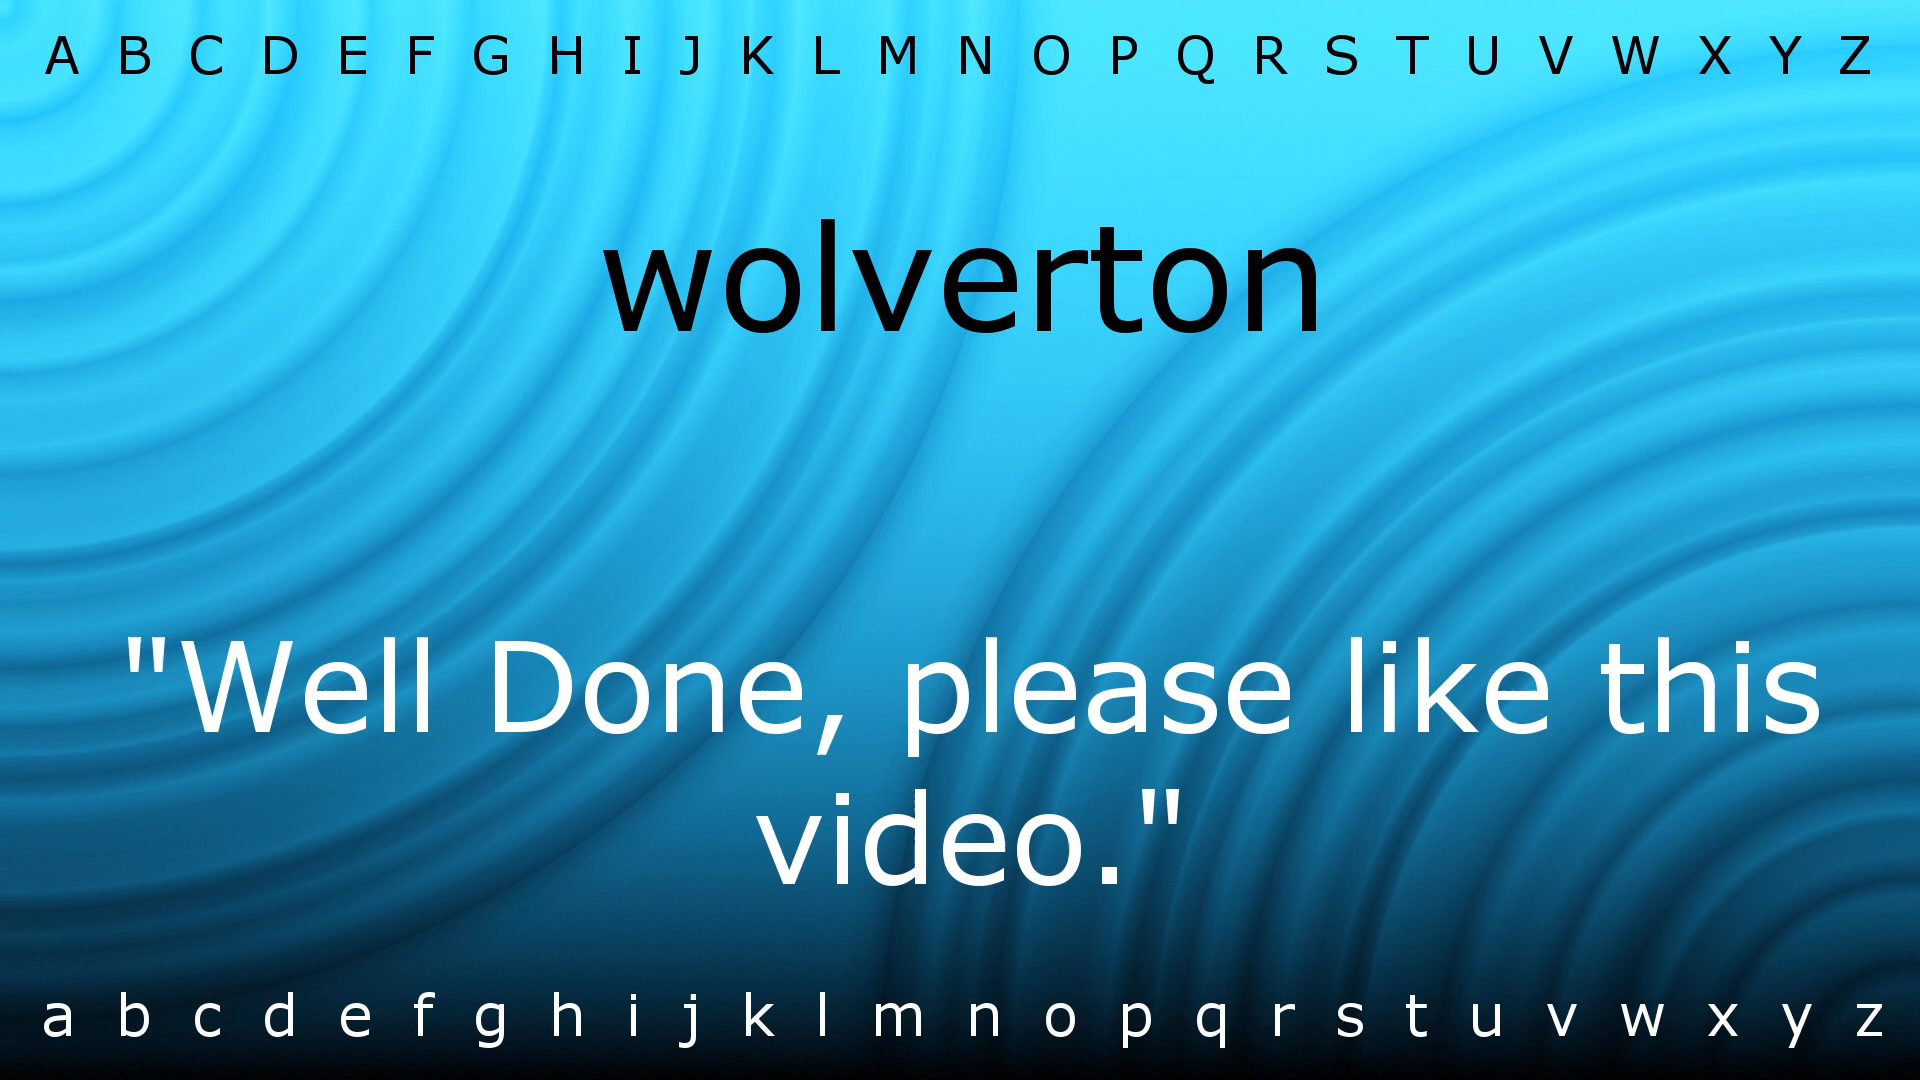 A B C D E F G H I J K L M N O P Q R S T U V W X Y Z
wolverton
"Well Done, please like this
video."
a b c d e f g h i j k l m n o p q r s t u v w x y z